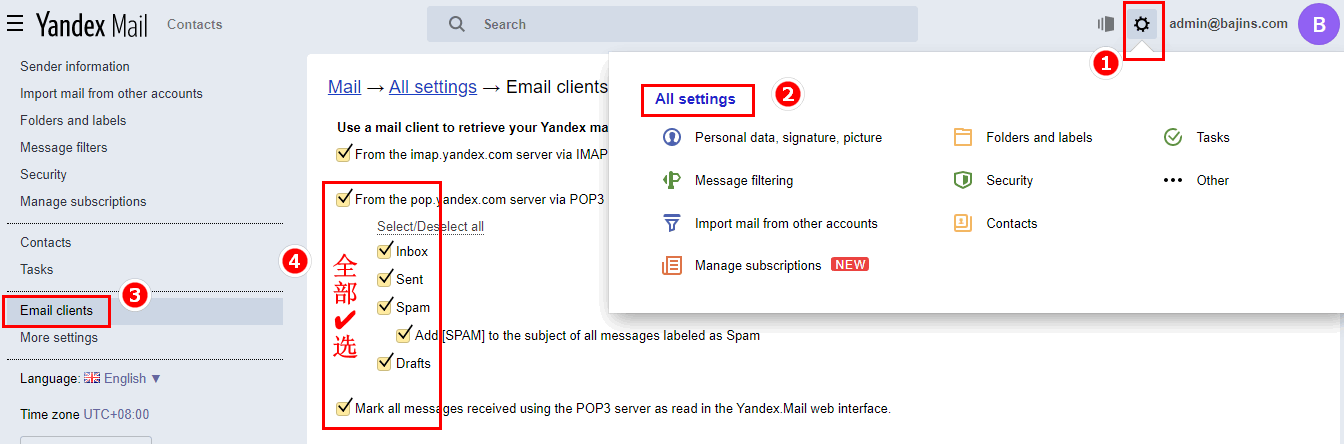 Yandex Mail
Contacts
Search
admin@bajins.com
B
1
Sender information
Import mail from other accounts
Folders and labels
Message filters
Security
Manage subscriptions
Contacts
Tasks
3
Email clients
More settings
Language: English ▼
Time zone UTC+08:00
Mail → All settings → Email clients
Use a mail client to retrieve your Yandex ma
From the imap.yandex.com server via IMAP
From the pop.yandex.com server via POP3
Select/Deselect all
4
全部✔选
Inbox
Sent
Spam
Add [SPAM] to the subject of all messages labeled as Spam
Drafts
Mark all messages received using the POP3 server as read in the Yandex.Mail web interface.
All settings
2
Personal data, signature, picture
Folders and labels
Tasks
Message filtering
Security
Other
Import mail from other accounts
Contacts
Manage subscriptions NEW